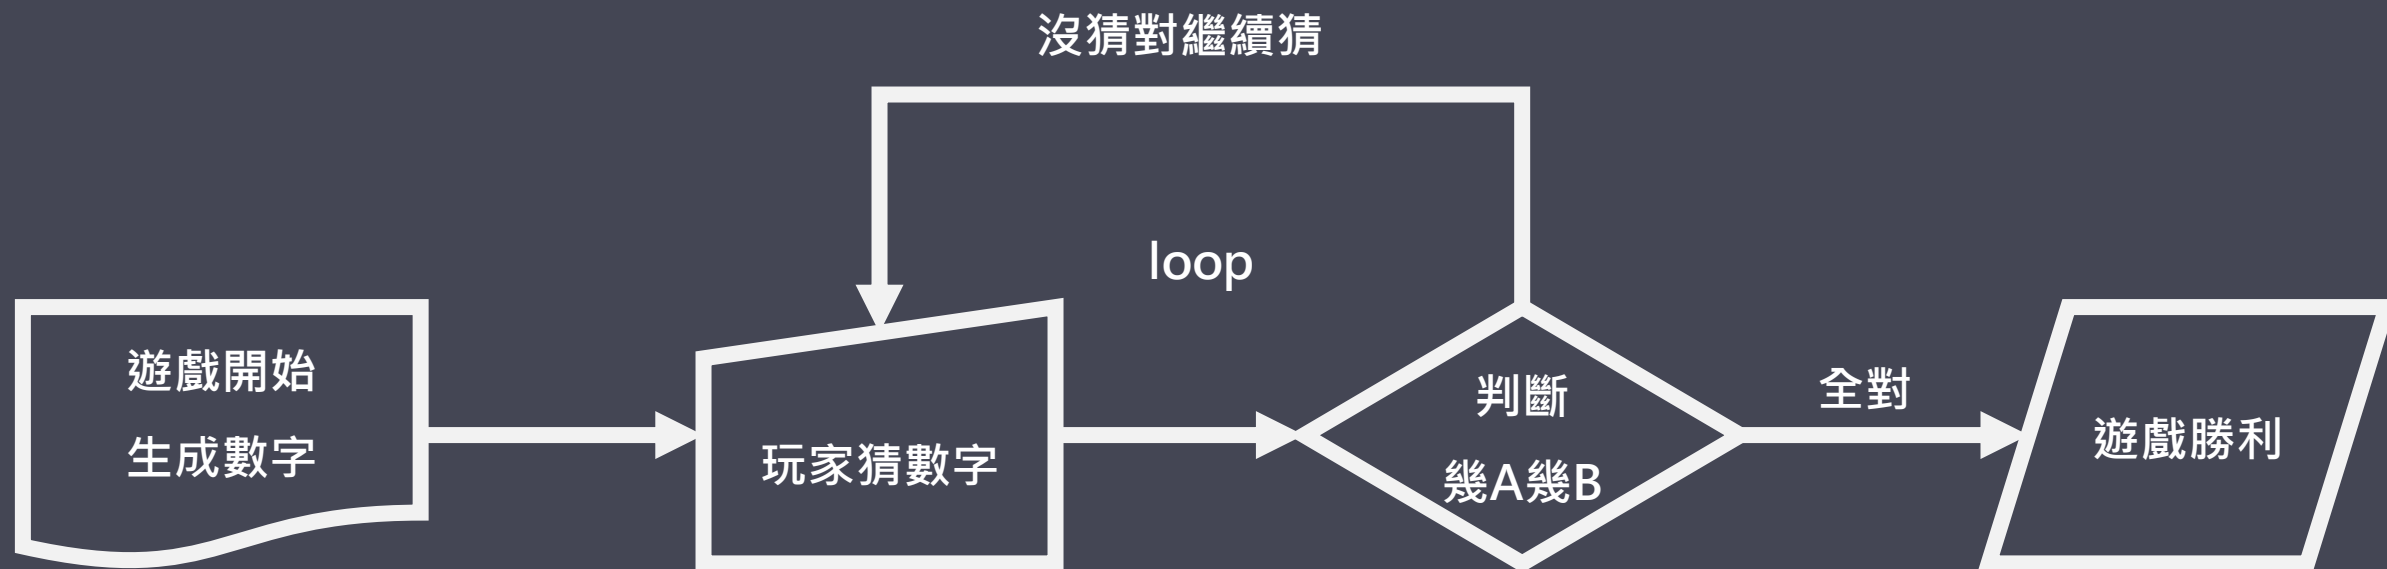 沒猜對繼續猜
loop
遊戲開始
生成數字
玩家猜數字
判斷
幾A幾B
全對
遊戲勝利